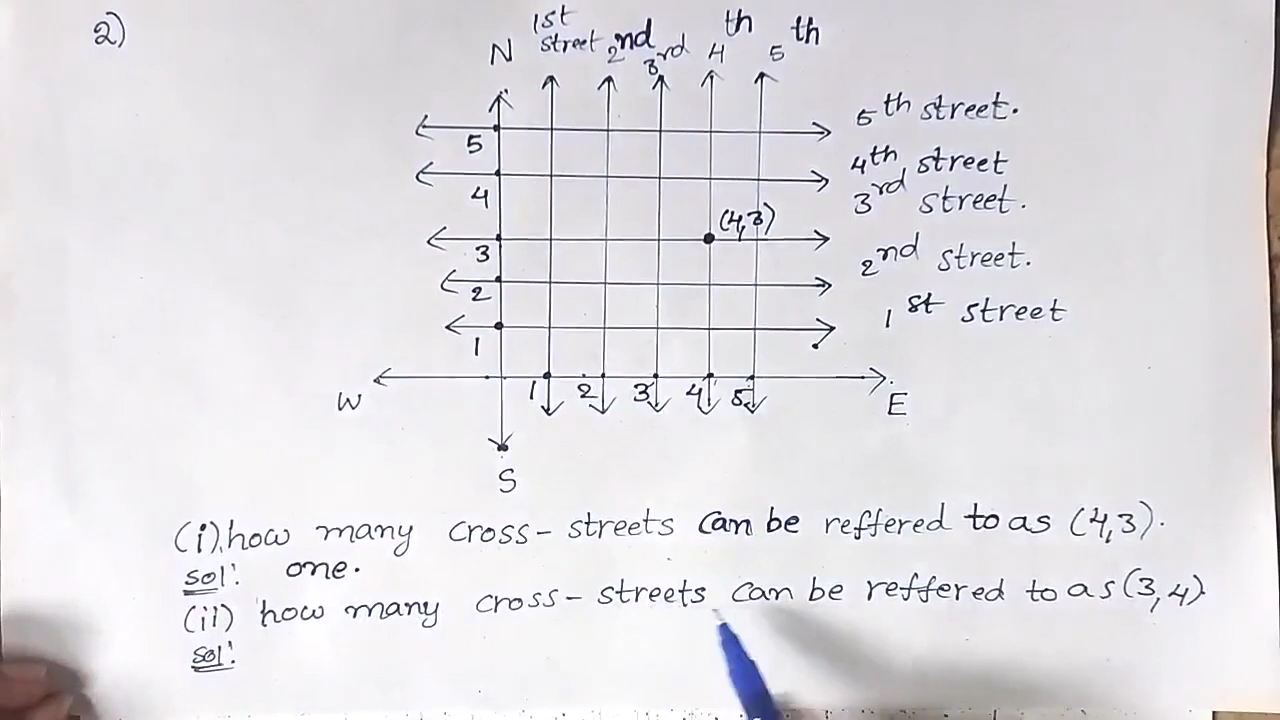 2)
N 1st street 2nd 3rd 4th 5th
5th street.
5
4th street
4
3rd street.
(4,3)
3
2nd street.
2
1st street
1
W 1 2 3 4 5 E
S
(i) how many cross-streets can be reffered to as (4,3).
Sol: one.
(ii) how many cross-streets can be reffered to as (3,4)
Sol: